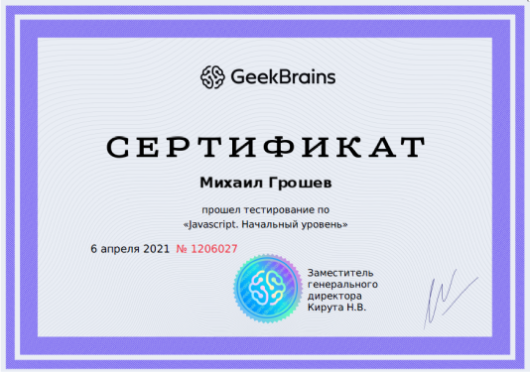 GeekBrains
СЕРТИФИКАТ
Михаил Грошев
прошел тестирование по
«Javascript. Начальный уровень»
6 апреля 2021 № 1206027
Заместитель
генерального
директора
Кирута Н.В.